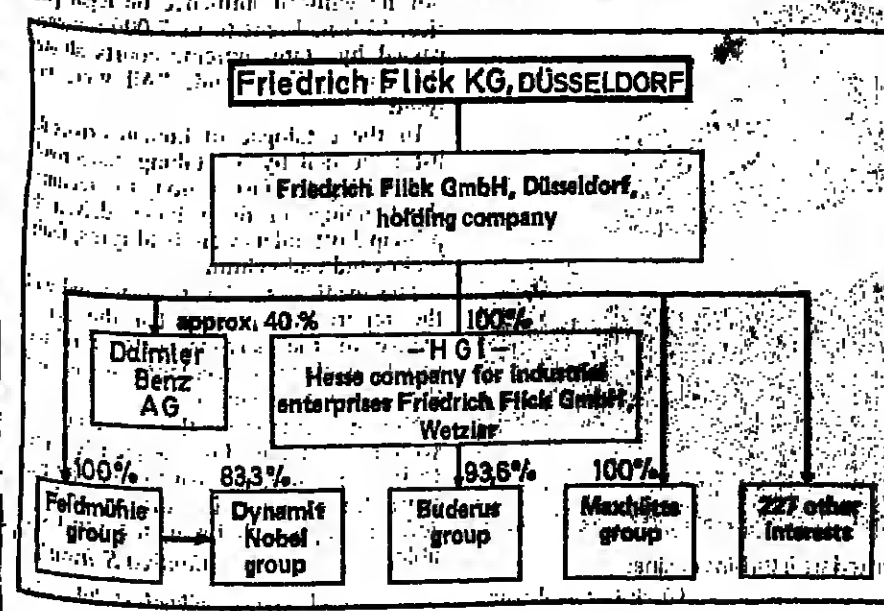 Friedrich Flick KG, DÜSSELDORF
Friedrich Flick GmbH, Düsseldorf,
holding company
approx. 40 %
100%
Daimler
Benz
AG
– H G I –
Hesse company for industrial
enterprises Friedrich Flick GmbH,
Wetzlar
100%
83,3%
93,6%
100%
Feldmühle
group
Dynamit
Nobel
group
Buderus
group
Maxhütte
group
227 other
interests